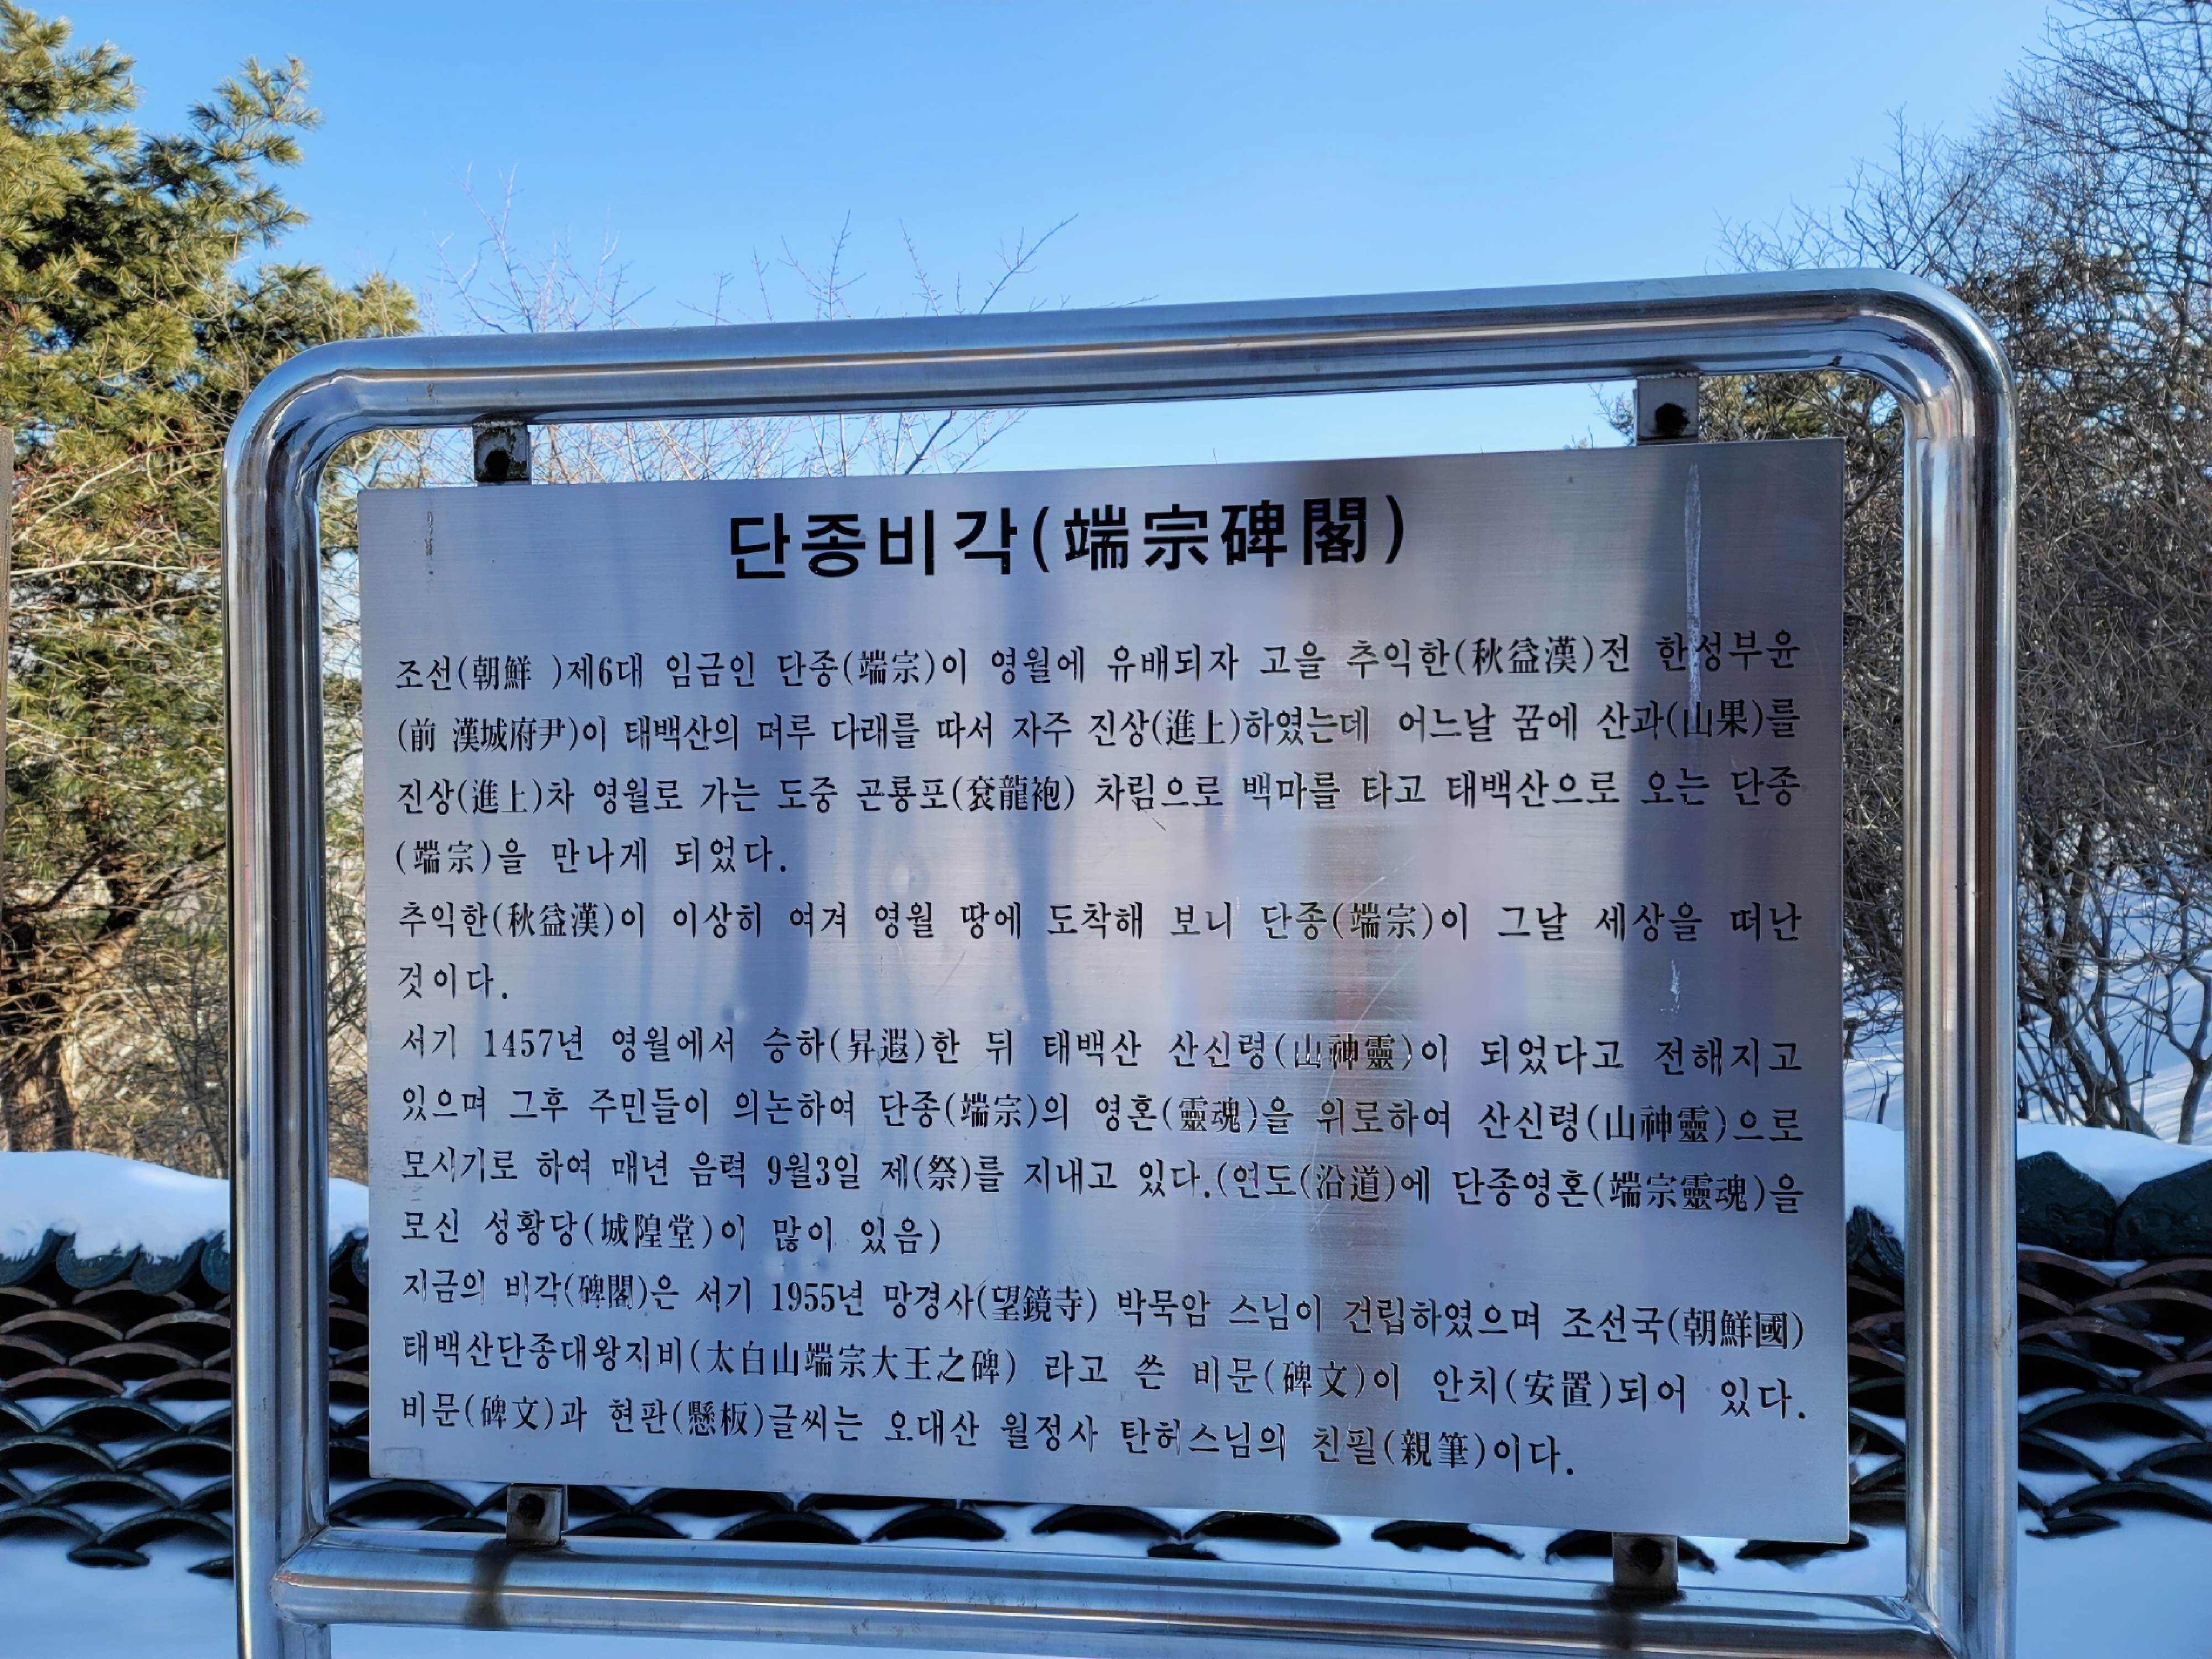 단종비각(端宗碑閣)
조선(朝鮮 )제6대 임금인 단종(端宗)이 영월에 유배되자 고을 추익한(秋益漢)전 한성부윤
(前 漢城府尹)이 태백산의 머루 다래를 따서 자주 진상(進上)하였는데 어느날 꿈에 산과(山果)를
진상(進上)차 영월로 가는 도중 곤룡포(袞龍袍) 차림으로 백마를 타고 태백산으로 오는 단종
(端宗)을 만나게 되었다.
추익한(秋益漢)이 이상히 여겨 영월 땅에 도착해 보니 단종(端宗)이 그날 세상을 떠난
것이다.
서기 1457년 영월에서 승하(昇遐)한 뒤 태백산 산신령(山神靈)이 되었다고 전해지고
있으며 그후 주민들이 의논하여 단종(端宗)의 영혼(靈魂)을 위로하여 산신령(山神靈)으로
모시기로 하여 매년 음력 9월3일 제(祭)를 지내고 있다.(연도(沿道)에 단종영혼(端宗靈魂)을
모신 성황당(城隍堂)이 많이 있음)
지금의 비각(碑閣)은 서기 1955년 망경사(望鏡寺) 박묵암 스님이 건립하였으며 조선국(朝鮮國)
태백산단종대왕지비(太白山端宗大王之碑) 라고 쓴 비문(碑文)이 안치(安置)되어 있다.
비문(碑文)과 현판(懸板)글씨는 오대산 월정사 탄허스님의 친필(親筆)이다.